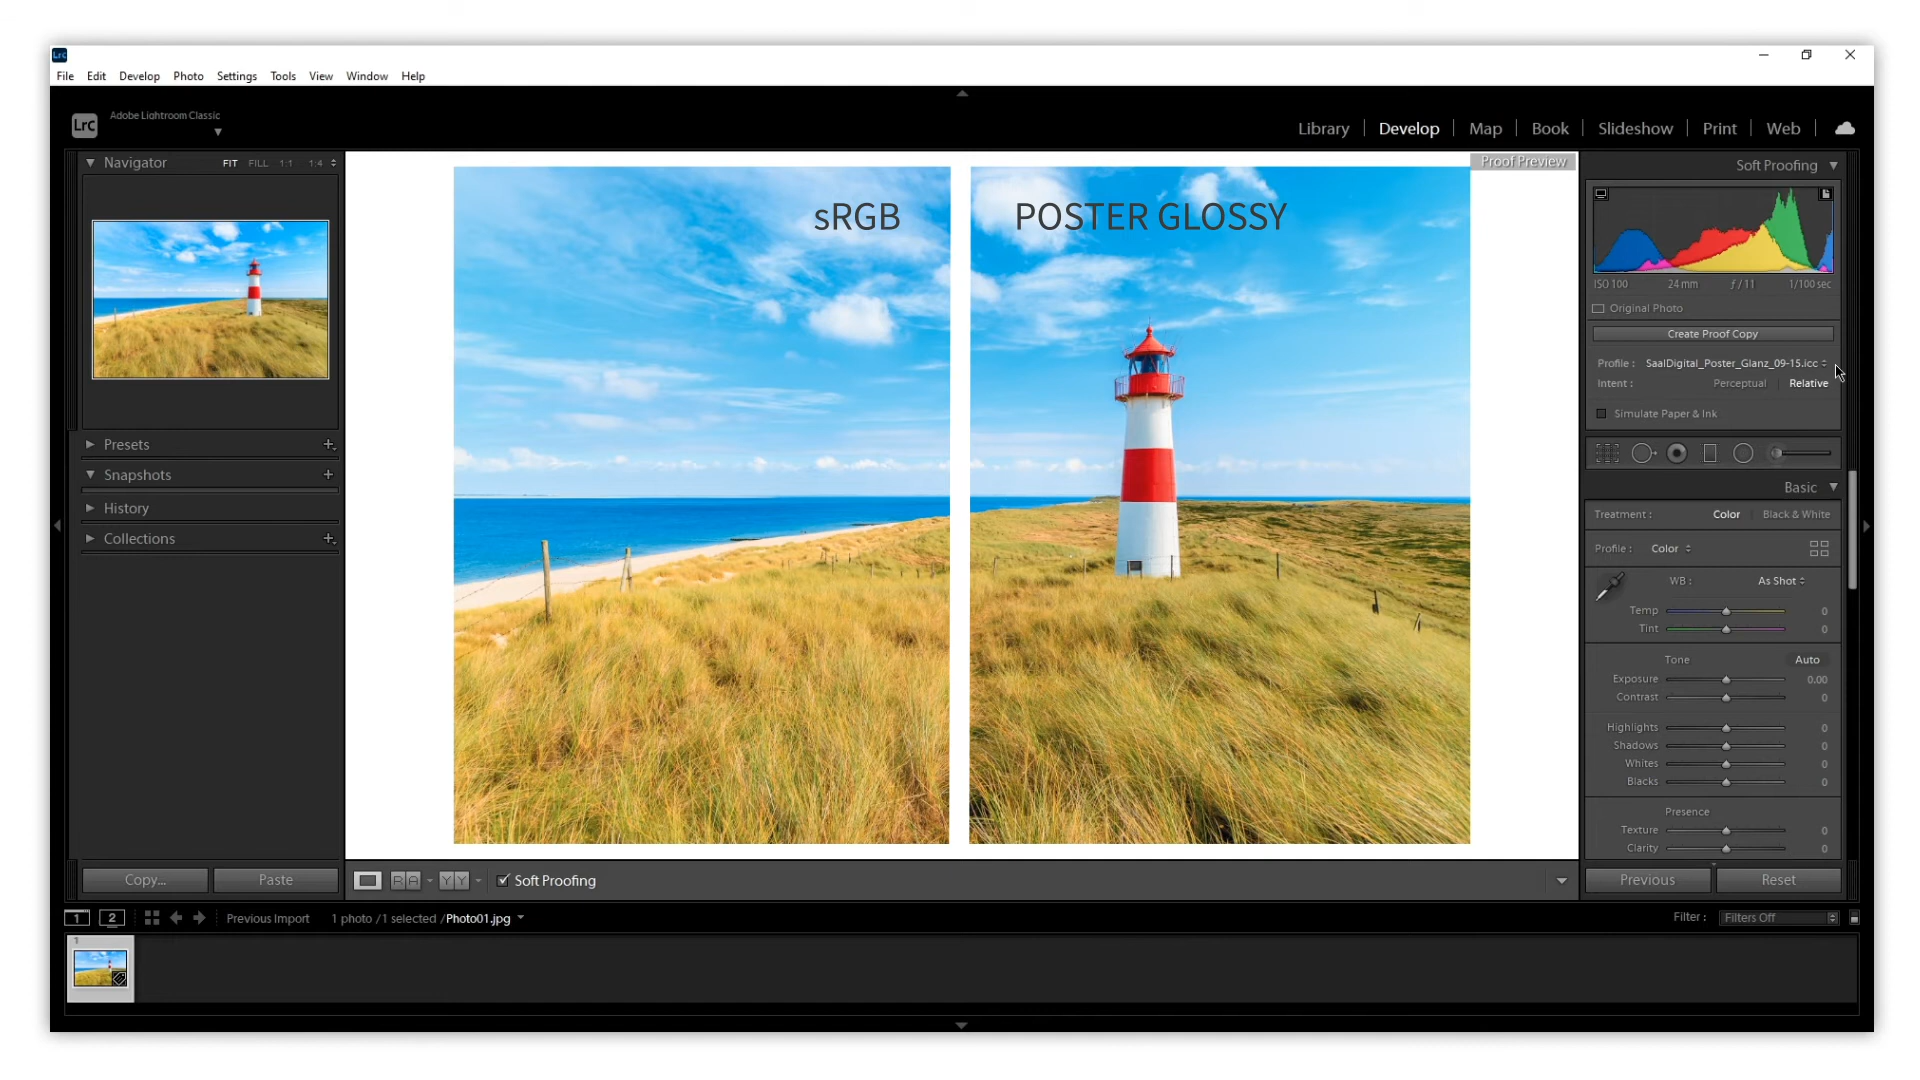 Lrc
File Edit Develop Photo Settings Tools View Window Help
LrC
Adobe Lightroom Classic
Library Develop Map Book Slideshow Print Web
Navigator FIT FILL 1:1 1:4
Presets
Snapshots
History
Collections
Copy... Paste
sRGB
POSTER GLOSSY
Proof Preview
RA YY Soft Proofing
Soft Proofing
ISO 100 24 mm ƒ / 11 1/100 sec
Original Photo
Create Proof Copy
Profile : SaalDigital_Poster_Glanz_09-15.icc
Intent : Perceptual Relative
Simulate Paper & Ink
Basic
Treatment : Color Black & White
Profile : Color
WB : As Shot
Temp 0
Tint 0
Tone Auto
Exposure 0.00
Contrast 0
Highlights 0
Shadows 0
Whites 0
Blacks 0
Presence
Texture 0
Clarity 0
Previous Reset
1 2 Previous Import 1 photo / 1 selected / Photo01.jpg Filter : Filters Off
1